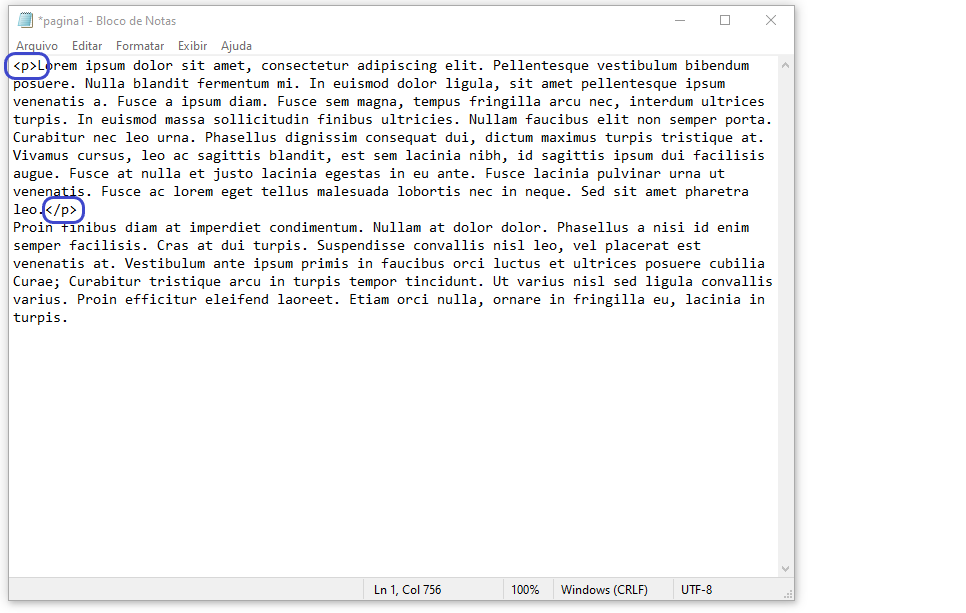 *pagina1 - Bloco de Notas
Arquivo Editar Formatar Exibir Ajuda
<p>Lorem ipsum dolor sit amet, consectetur adipiscing elit. Pellentesque vestibulum bibendum
posuere. Nulla blandit fermentum mi. In euismod dolor ligula, sit amet pellentesque ipsum
venenatis a. Fusce a ipsum diam. Fusce sem magna, tempus fringilla arcu nec, interdum ultrices
turpis. In euismod massa sollicitudin finibus ultricies. Nullam faucibus elit non semper porta.
Curabitur nec leo urna. Phasellus dignissim consequat dui, dictum maximus turpis tristique at.
Vivamus cursus, leo ac sagittis blandit, est sem lacinia nibh, id sagittis ipsum dui facilisis
augue. Fusce at nulla et justo lacinia egestas in eu ante. Fusce lacinia pulvinar urna ut
venenatis. Fusce ac lorem eget tellus malesuada lobortis nec in neque. Sed sit amet pharetra
leo.</p>
Proin finibus diam at imperdiet condimentum. Nullam at dolor dolor. Phasellus a nisi id enim
semper facilisis. Cras at dui turpis. Suspendisse convallis nisl leo, vel placerat est
venenatis at. Vestibulum ante ipsum primis in faucibus orci luctus et ultrices posuere cubilia
Curae; Curabitur tristique arcu in turpis tempor tincidunt. Ut varius nisl sed ligula convallis
varius. Proin efficitur eleifend laoreet. Etiam orci nulla, ornare in fringilla eu, lacinia in
turpis.
Ln 1, Col 756 100% Windows (CRLF) UTF-8